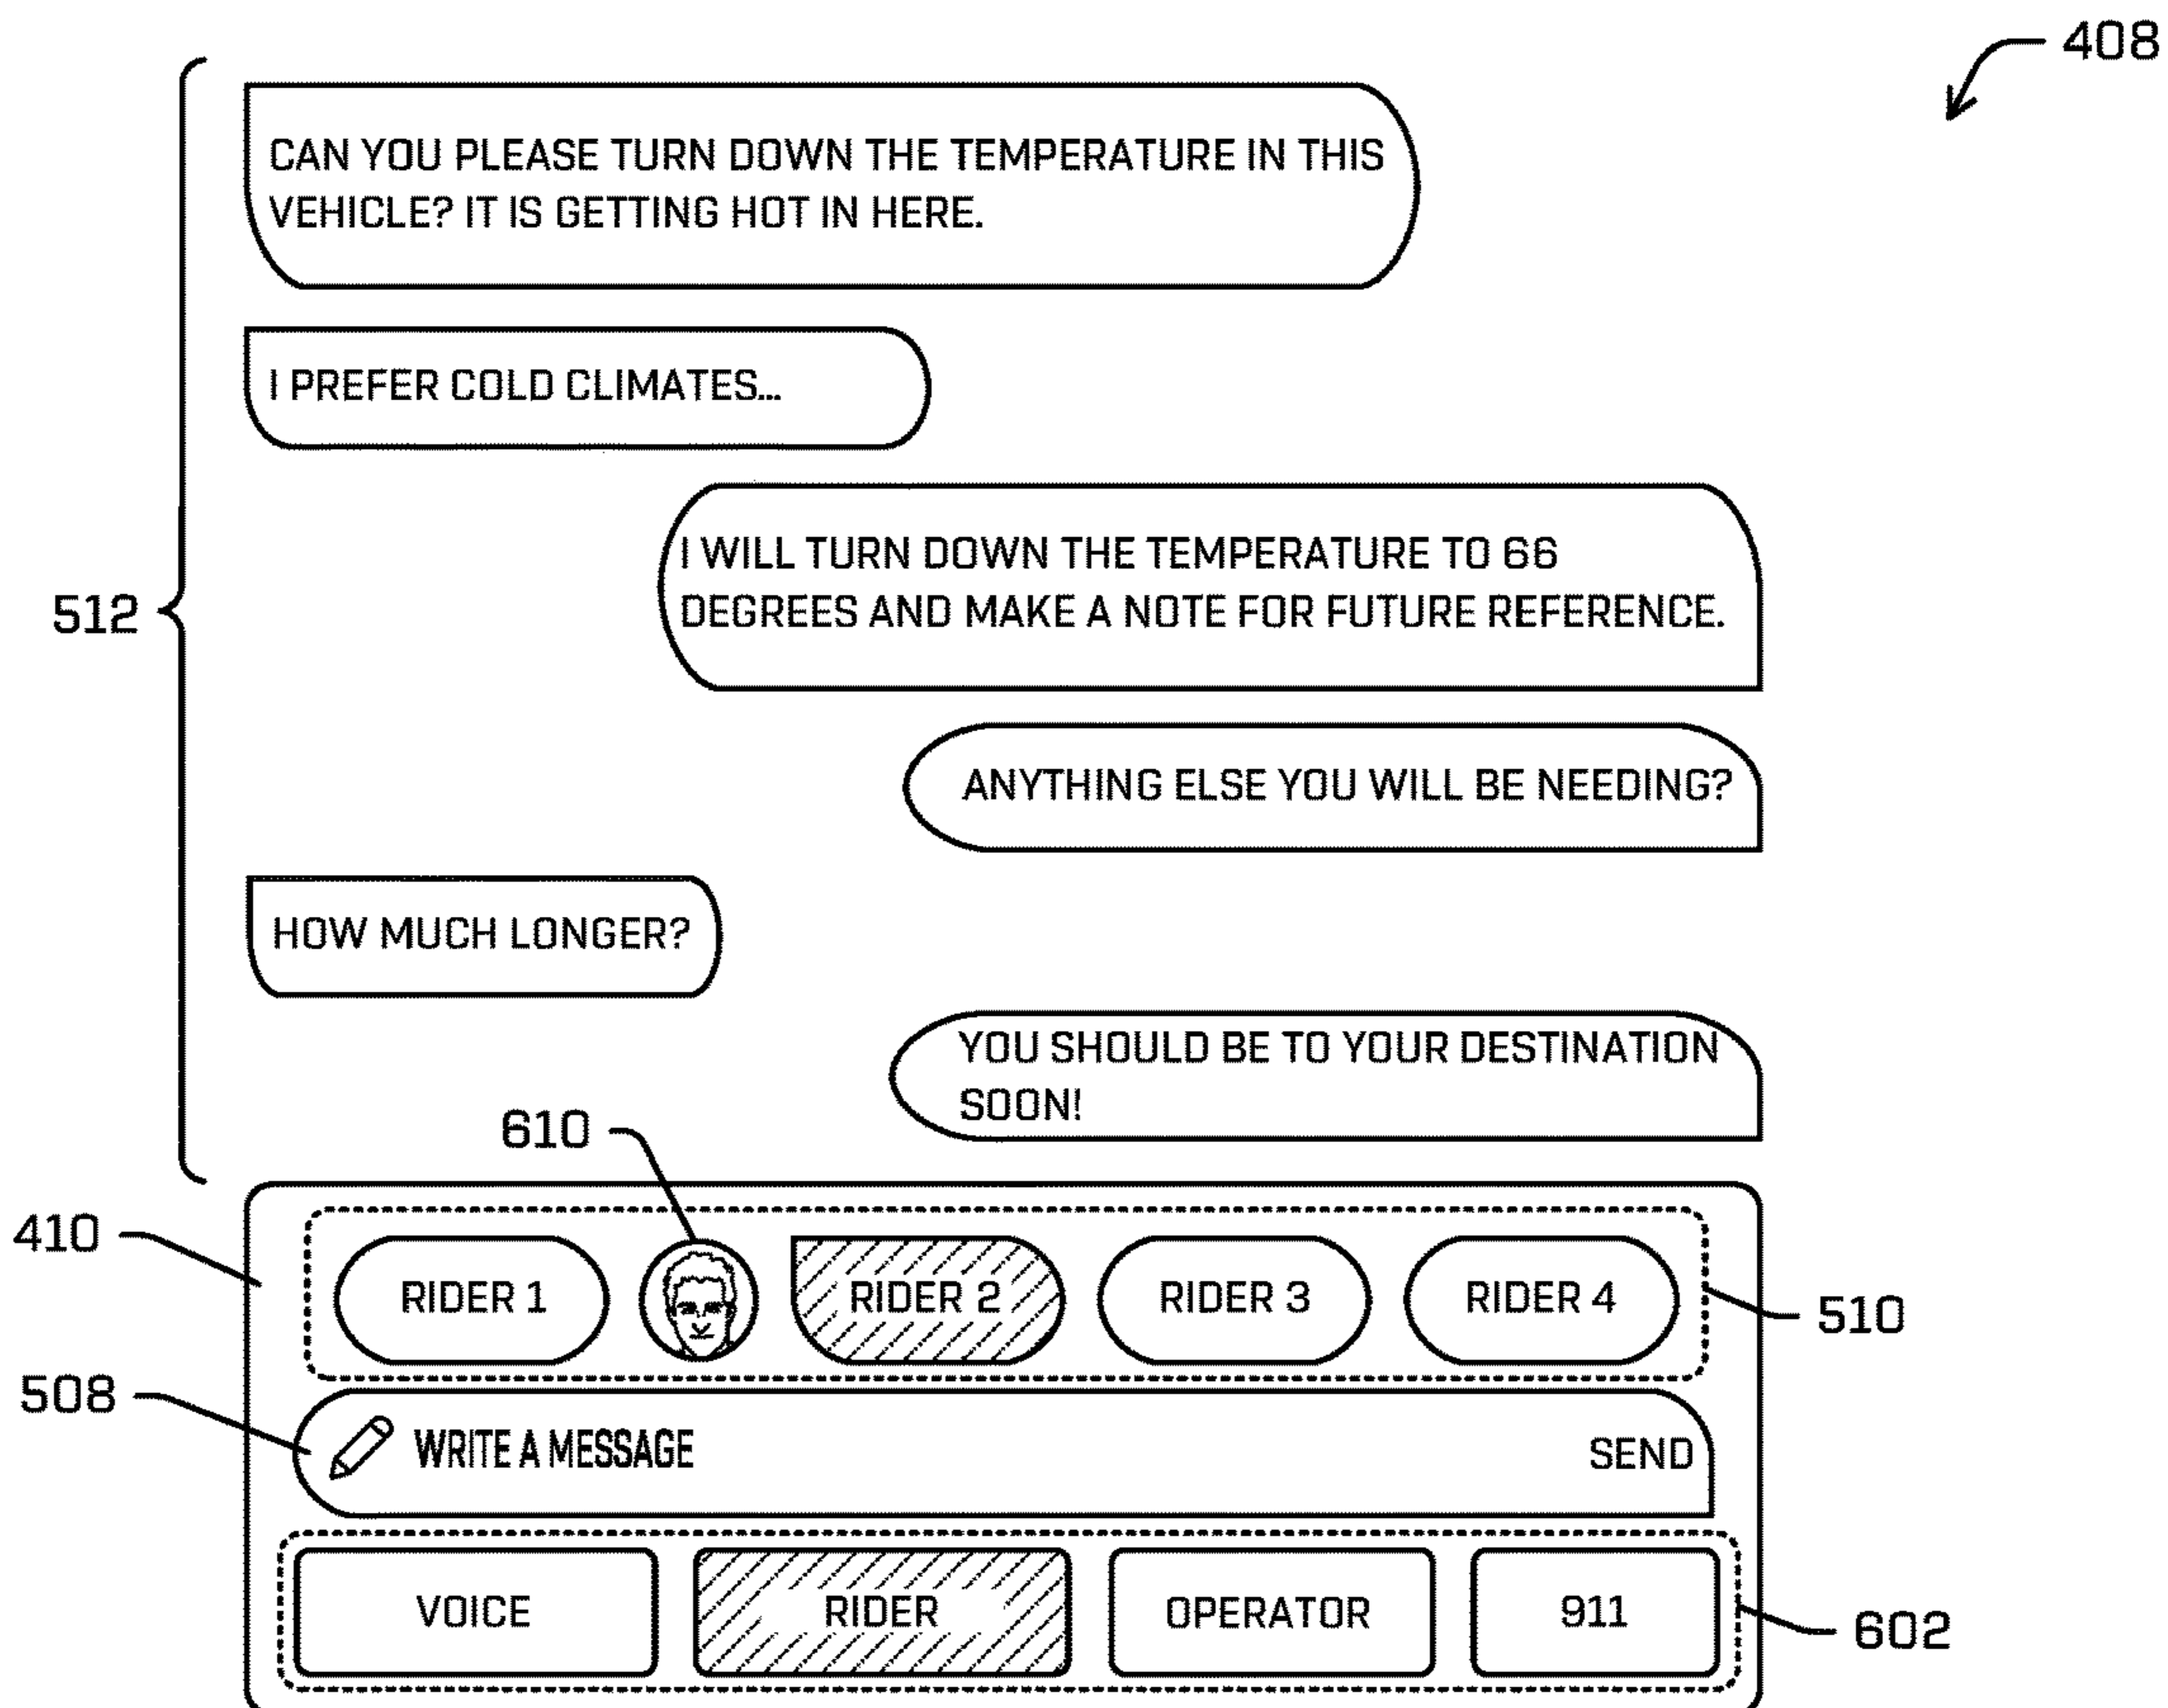 408
CAN YOU PLEASE TURN DOWN THE TEMPERATURE IN THIS
VEHICLE? IT IS GETTING HOT IN HERE.
I PREFER COLD CLIMATES...
I WILL TURN DOWN THE TEMPERATURE TO 66
DEGREES AND MAKE A NOTE FOR FUTURE REFERENCE.
512
ANYTHING ELSE YOU WILL BE NEEDING?
HOW MUCH LONGER?
YOU SHOULD BE TO YOUR DESTINATION
SOON!
610
410
RIDER 1
RIDER 2
RIDER 3
RIDER 4
510
508
WRITE A MESSAGE
SEND
VOICE
RIDER
OPERATOR
911
602